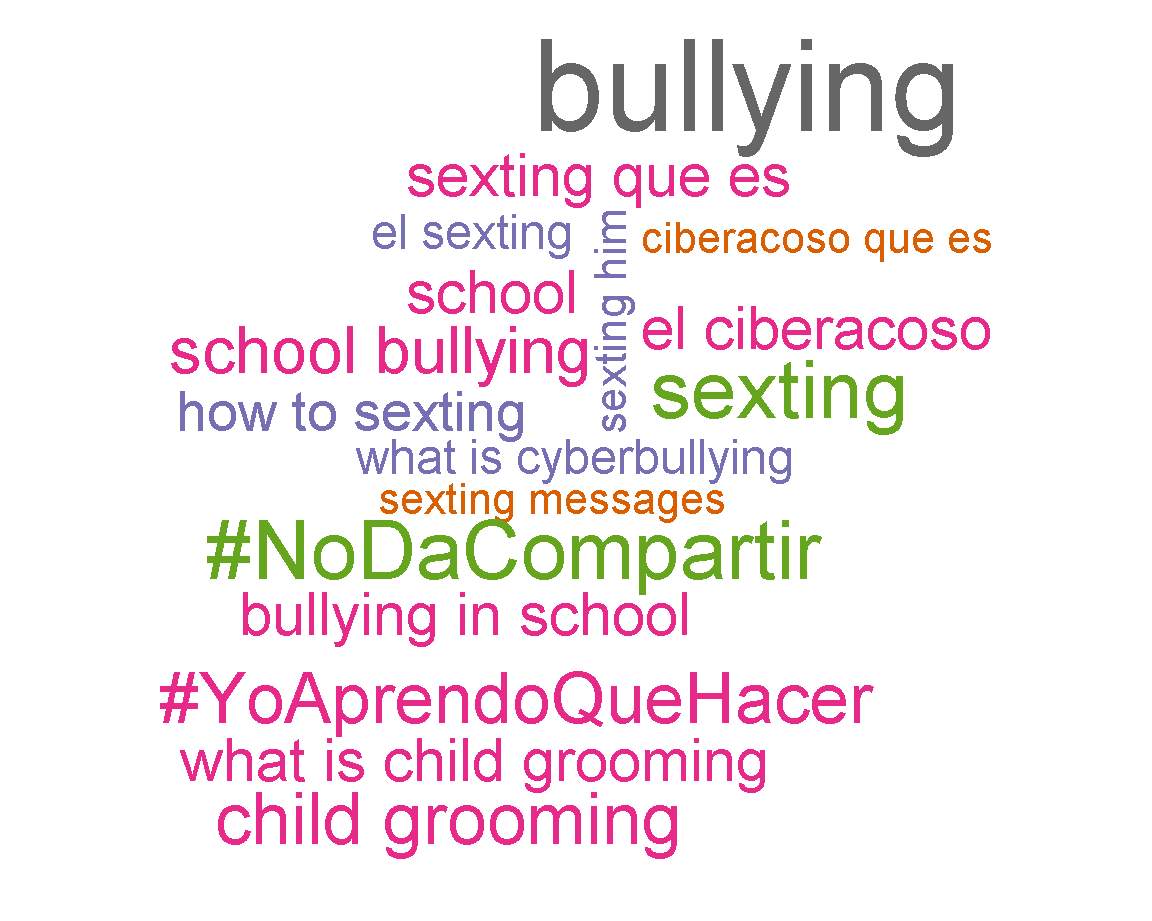 bullying
sexting que es
el sexting
sexting him
ciberacoso que es
school
el ciberacoso
school bullying
sexting
how to sexting
what is cyberbullying
sexting messages
#NoDaCompartir
bullying in school
#YoAprendoQueHacer
what is child grooming
child grooming